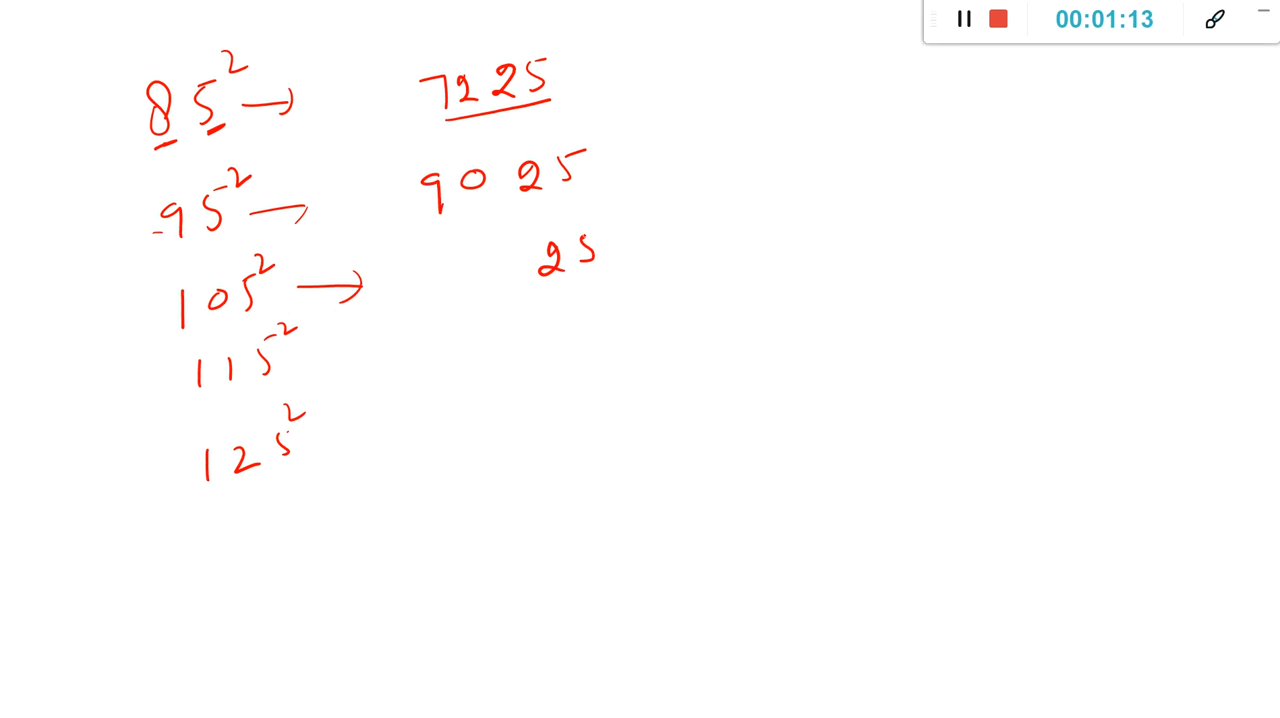 00:01:13
85² → 7225
95² → 9025
105² → 25
115²
125²